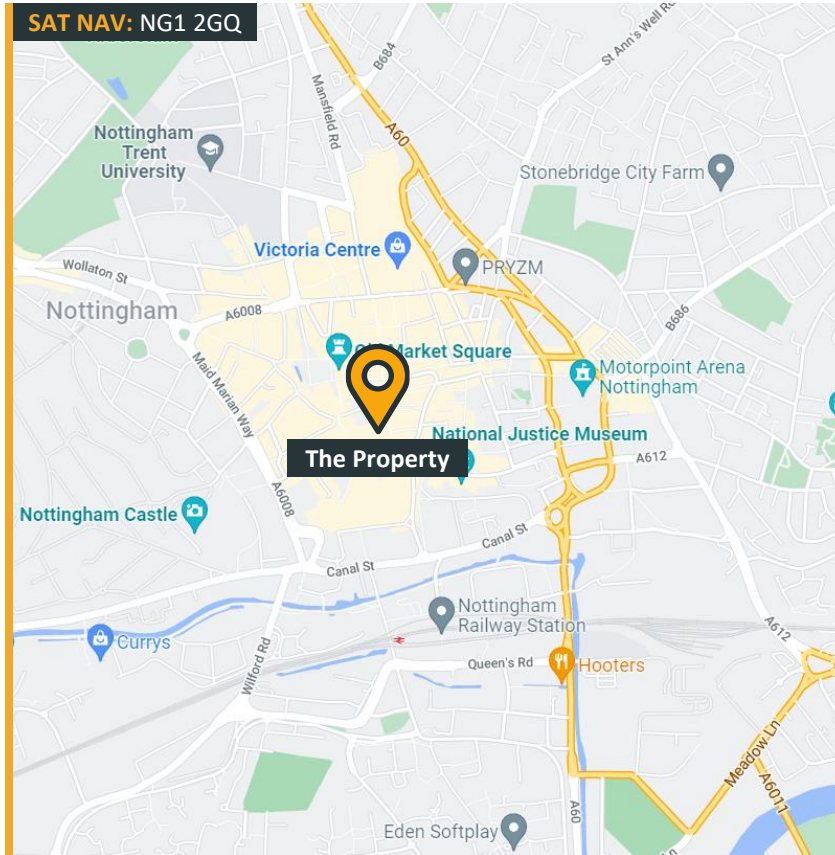 SAT NAV: NG1 2GQ
B684
St Ann's Well Rd
Mansfield Rd
A60
Nottingham
Trent
University
Stonebridge City Farm
Victoria Centre
PRYZM
Wollaton St
Nottingham
A6008
B686
Market Square
Motorpoint Arena
Nottingham
Maid Marian Way
National Justice Museum
The Property
A612
Nottingham Castle
A6008
Canal St
Canal St
Nottingham
Railway Station
Currys
A612
Wilford Rd
Queen's Rd
Hooters
Meadow Ln
A6011
A60
Eden Softplay